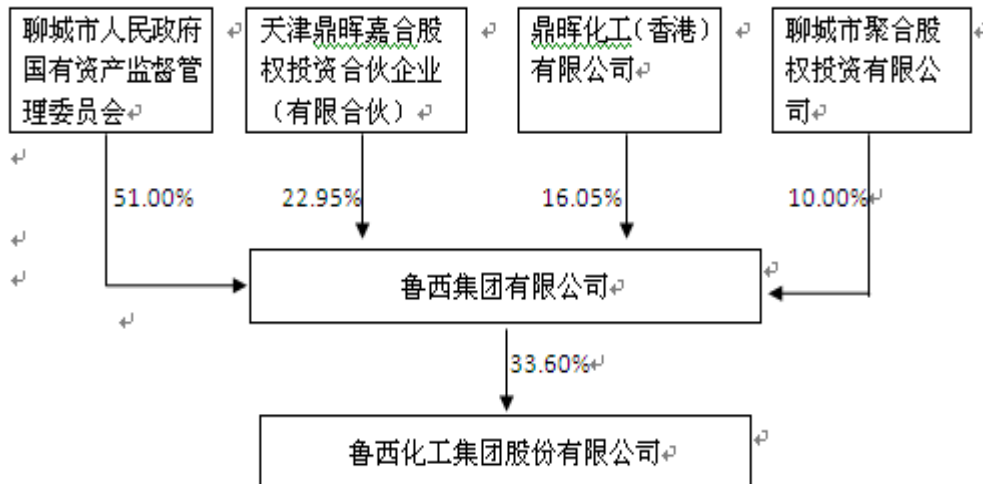 聊城市人民政府
国有资产监督管
理委员会
天津鼎晖嘉合股
权投资合伙企业
（有限合伙）
鼎晖化工(香港)
有限公司
聊城市聚合股
权投资有限公
司
51.00%
22.95%
16.05%
10.00%
鲁西集团有限公司
33.60%
鲁西化工集团股份有限公司